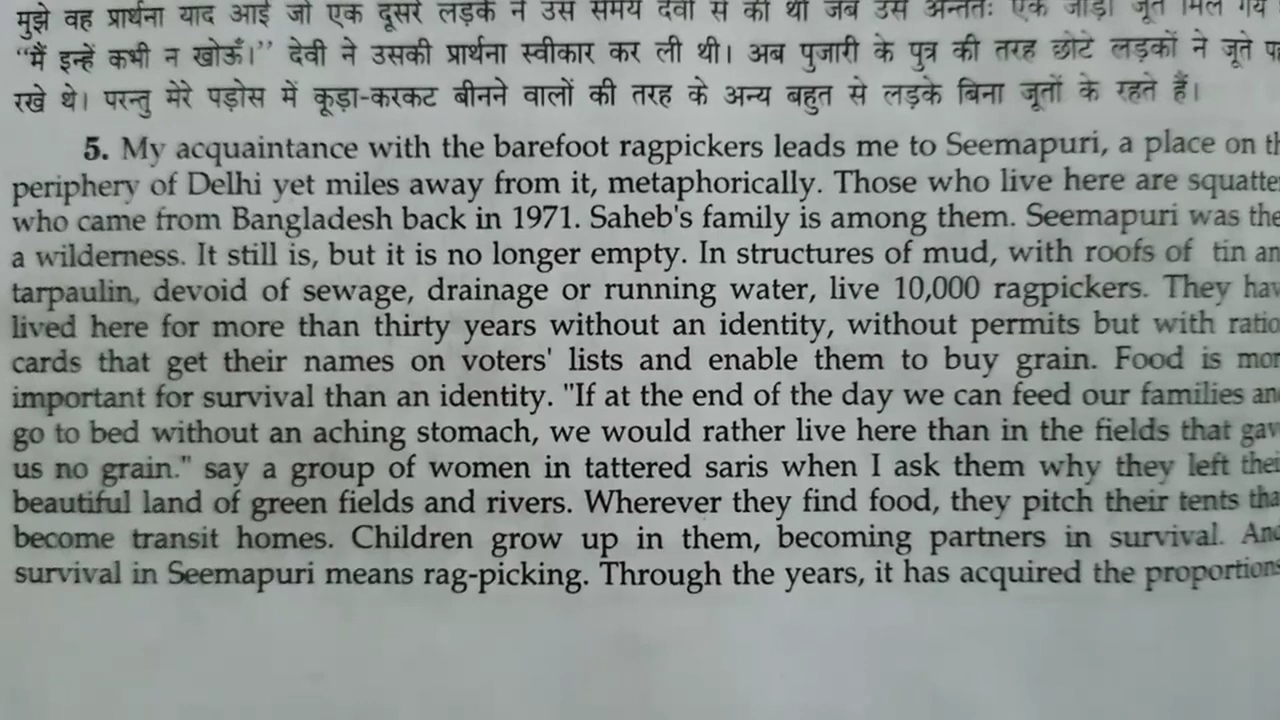 मुझे वह प्रार्थना याद आई जो एक दूसरे लड़के ने उस समय देवी से की थी जब उसे अन्ततः एक जोड़ी जूते मिल गये
“मैं इन्हें कभी न खोऊँ।” देवी ने उसकी प्रार्थना स्वीकार कर ली थी। अब पुजारी के पुत्र की तरह छोटे लड़कों ने जूते
रखे थे। परन्तु मेरे पड़ोस में कूड़ा-करकट बीनने वालों की तरह के अन्य बहुत से लड़के बिना जूतों के रहते हैं।
5. My acquaintance with the barefoot ragpickers leads me to Seemapuri, a place on th
periphery of Delhi yet miles away from it, metaphorically. Those who live here are squatte
who came from Bangladesh back in 1971. Saheb's family is among them. Seemapuri was the
a wilderness. It still is, but it is no longer empty. In structures of mud, with roofs of tin an
tarpaulin, devoid of sewage, drainage or running water, live 10,000 ragpickers. They hav
lived here for more than thirty years without an identity, without permits but with ratio
cards that get their names on voters' lists and enable them to buy grain. Food is mor
important for survival than an identity. "If at the end of the day we can feed our families an
go to bed without an aching stomach, we would rather live here than in the fields that gav
us no grain." say a group of women in tattered saris when I ask them why they left thei
beautiful land of green fields and rivers. Wherever they find food, they pitch their tents tha
become transit homes. Children grow up in them, becoming partners in survival. And
survival in Seemapuri means rag-picking. Through the years, it has acquired the proportions